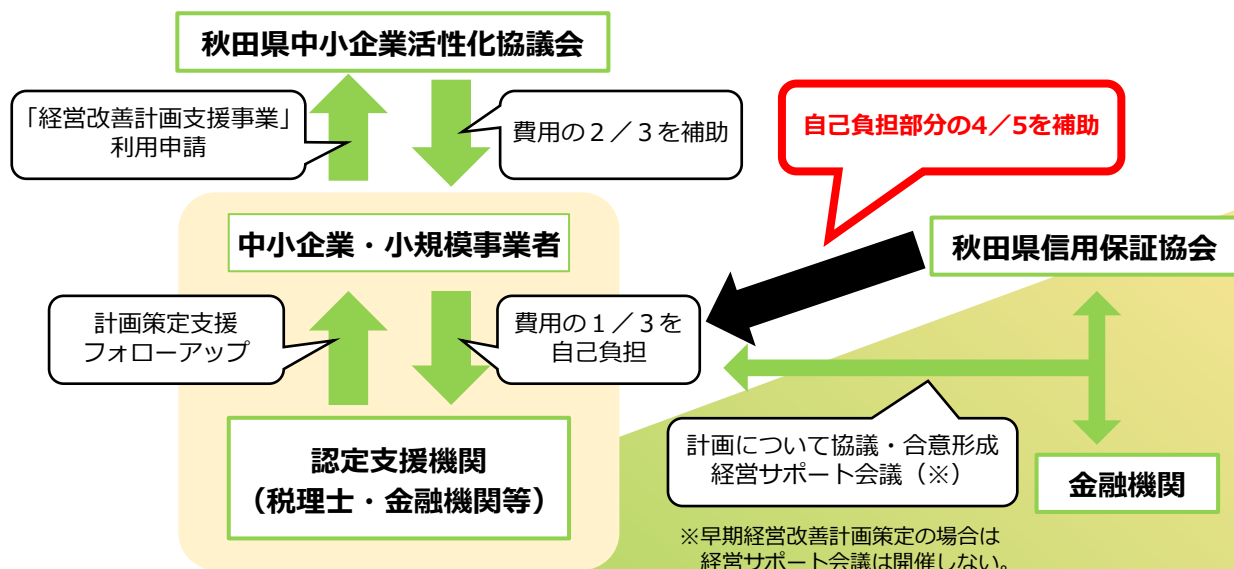 秋田県中小企業活性化協議会
「経営改善計画支援事業」
利用申請
費用の２／３を補助
自己負担部分の4／5を補助
中小企業・小規模事業者
秋田県信用保証協会
計画策定支援
フォローアップ
費用の１／３を
自己負担
認定支援機関
（税理士・金融機関等）
計画について協議・合意形成
経営サポート会議（※）
金融機関
※早期経営改善計画策定の場合は
経営サポート会議は開催しない。